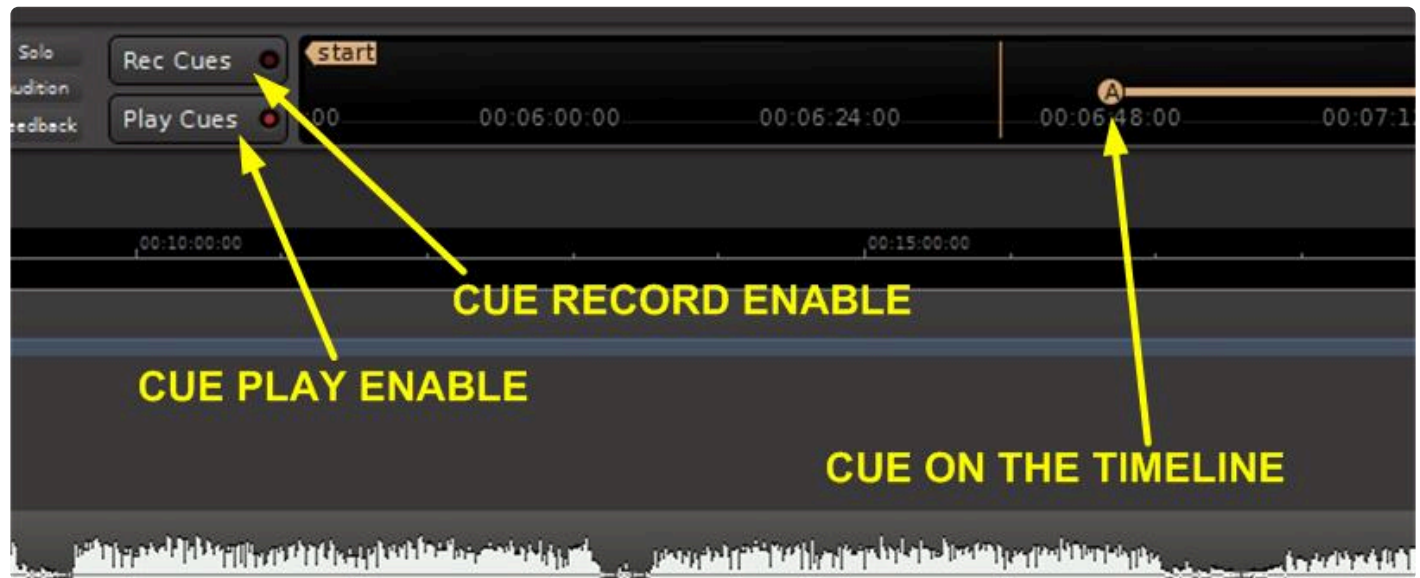 Solo
Rec Cues
start
udition
A
eedback
Play Cues
00
00:06:00:00
00:06:24:00
00:06:48:00
00:07:1
00:10:00:00
00:15:00:00
CUE RECORD ENABLE
CUE PLAY ENABLE
CUE ON THE TIMELINE